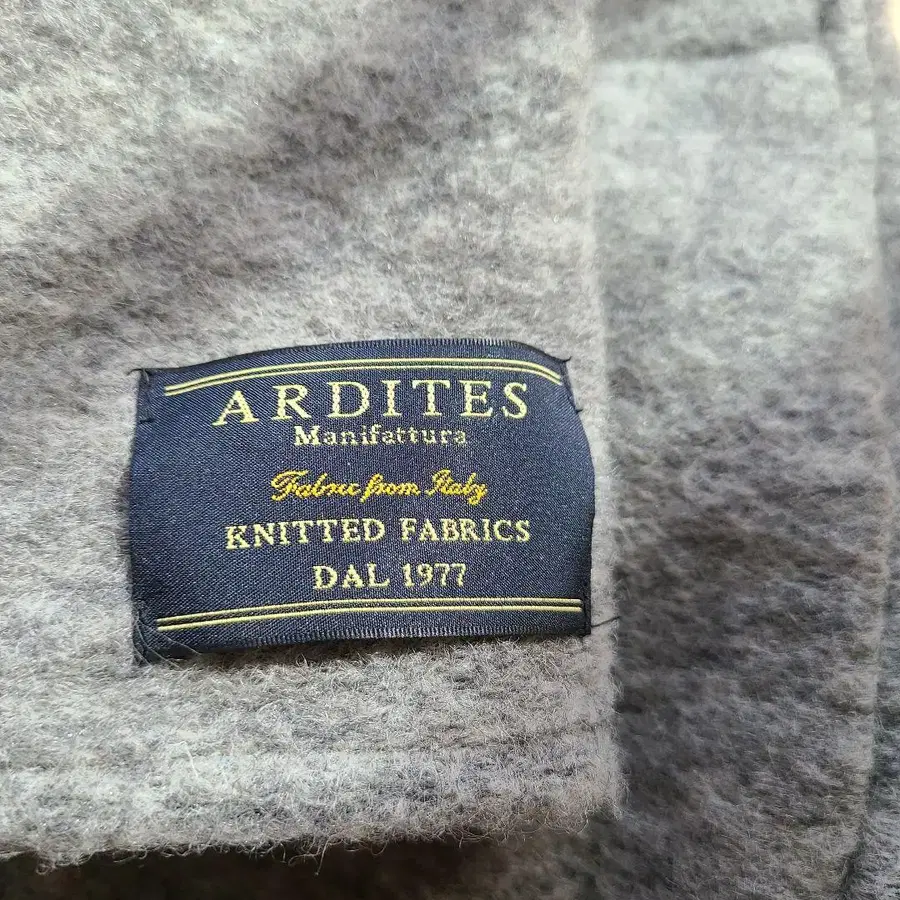 ARDITES
Manifattura
Fabric from Italy
KNITTED FABRICS
DAL 1977